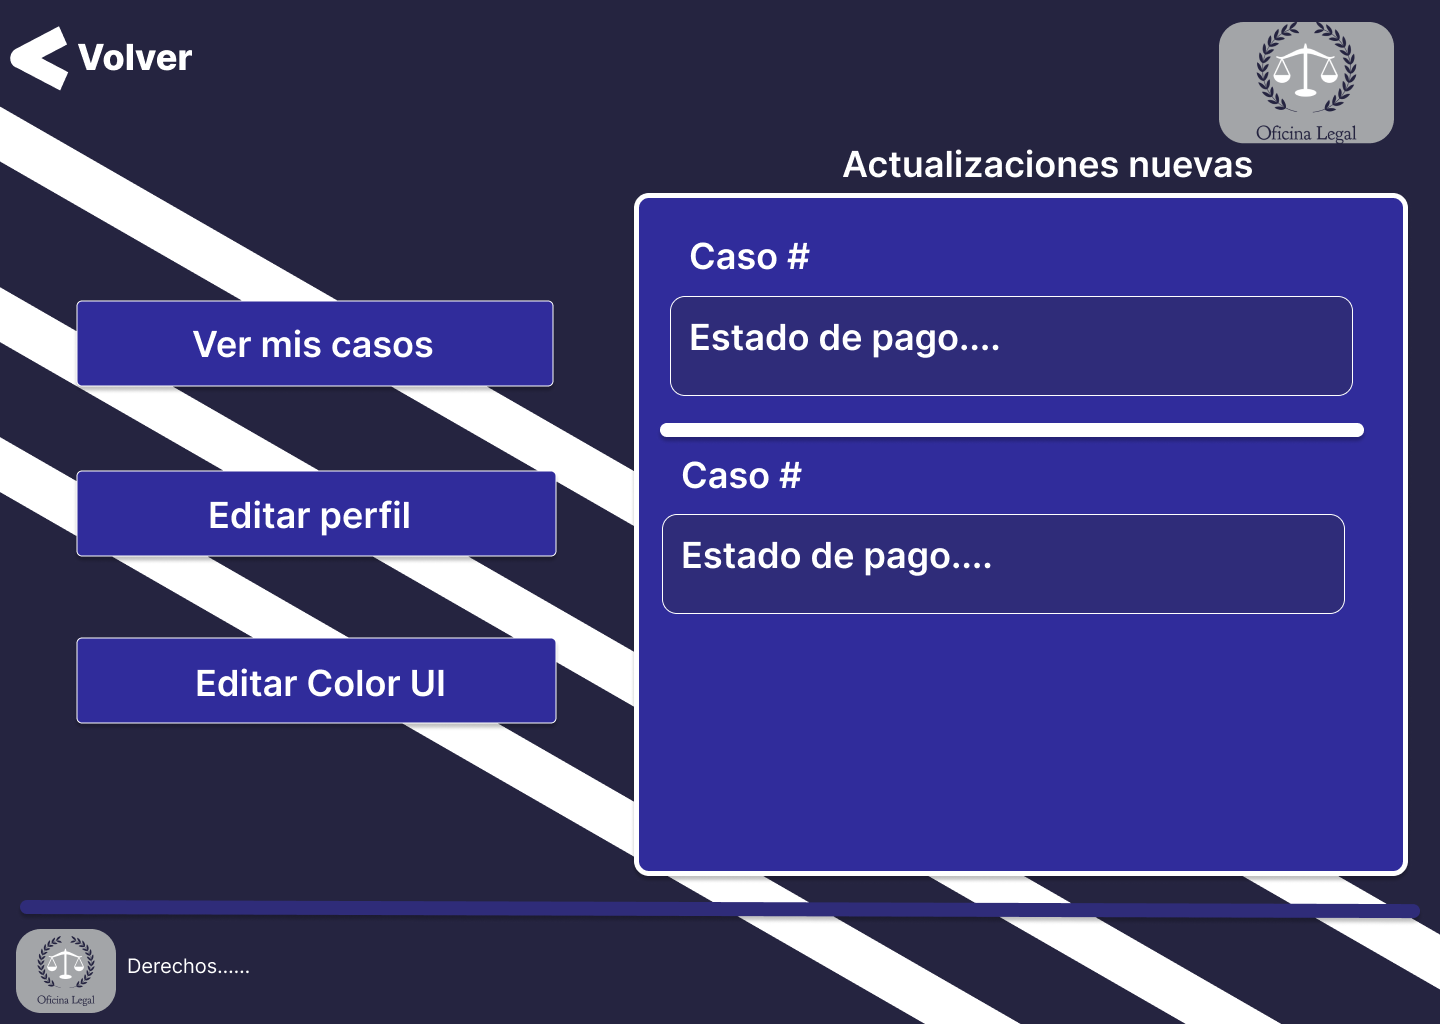 Volver
Oficina Legal
Actualizaciones nuevas
Caso #
Estado de pago....
Ver mis casos
Caso #
Editar perfil
Estado de pago....
Editar Color UI
Derechos......
Oficina Legal